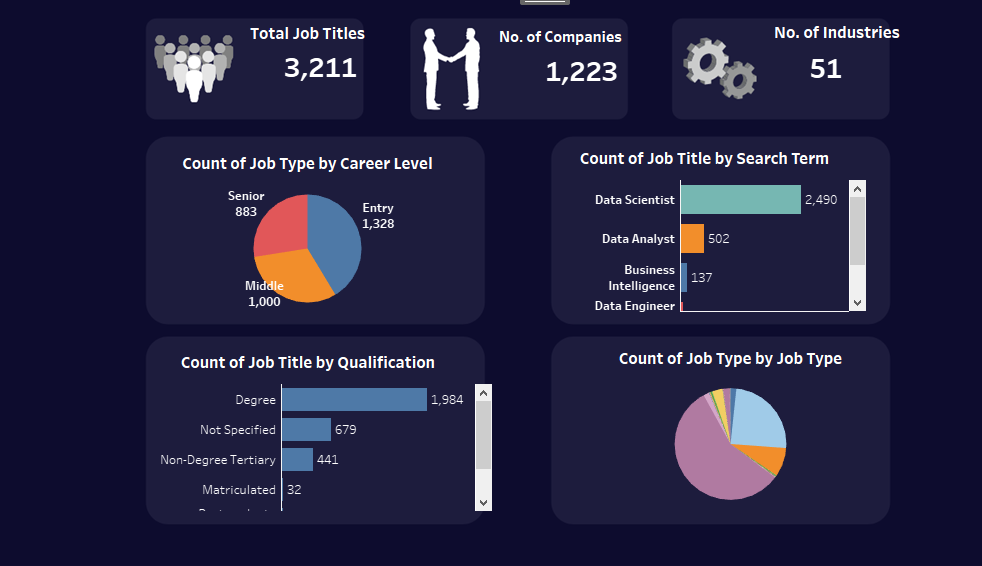 Total Job Titles
3,211
No. of Companies
1,223
No. of Industries
51
Count of Job Type by Career Level
Senior
883
Entry
1,328
Middle
1,000
Count of Job Title by Search Term
Data Scientist
2,490
Data Analyst
502
Business
Intelligence
137
Data Engineer
Count of Job Title by Qualification
Degree
1,984
Not Specified
679
Non-Degree Tertiary
441
Matriculated
32
Count of Job Type by Job Type